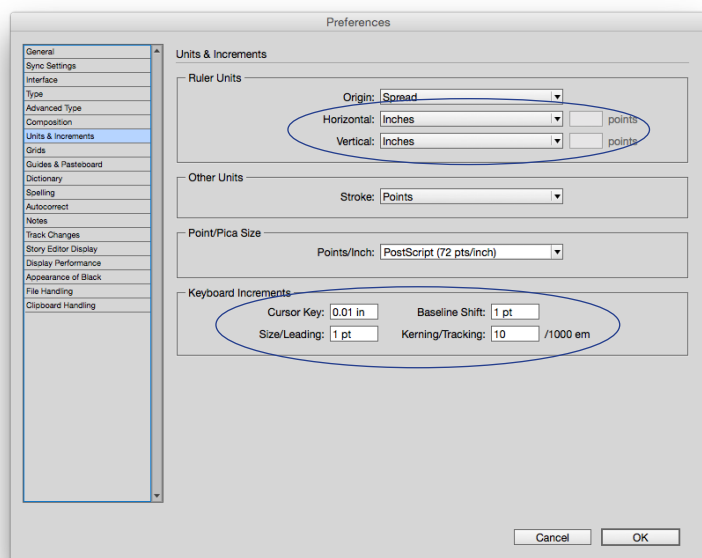 Preferences
General
Sync Settings
Interface
Type
Advanced Type
Composition
Units & Increments
Grids
Guides & Pasteboard
Dictionary
Spelling
Autocorrect
Notes
Track Changes
Story Editor Display
Display Performance
Appearance of Black
File Handling
Clipboard Handling
Units & Increments
Ruler Units
Origin: Spread
Horizontal: Inches points
Vertical: Inches points
Other Units
Stroke: Points
Point/Pica Size
Points/Inch: PostScript (72 pts/inch)
Keyboard Increments
Cursor Key: 0.01 in Baseline Shift: 1 pt
Size/Leading: 1 pt Kerning/Tracking: 10 /1000 em
Cancel OK